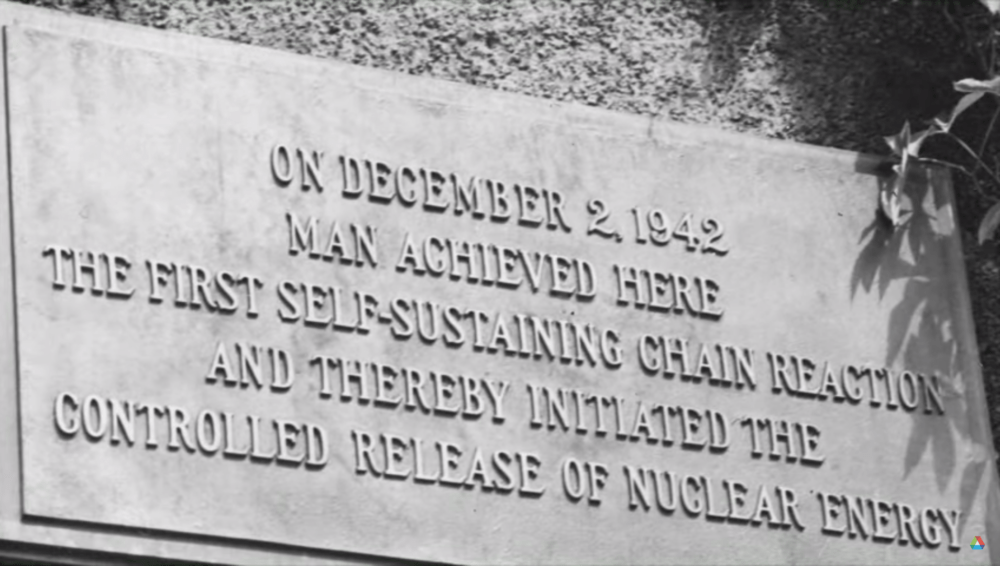 ON DECEMBER 2, 1942
MAN ACHIEVED HERE
THE FIRST SELF-SUSTAINING CHAIN REACTION
AND THEREBY INITIATED THE
CONTROLLED RELEASE OF NUCLEAR ENERGY